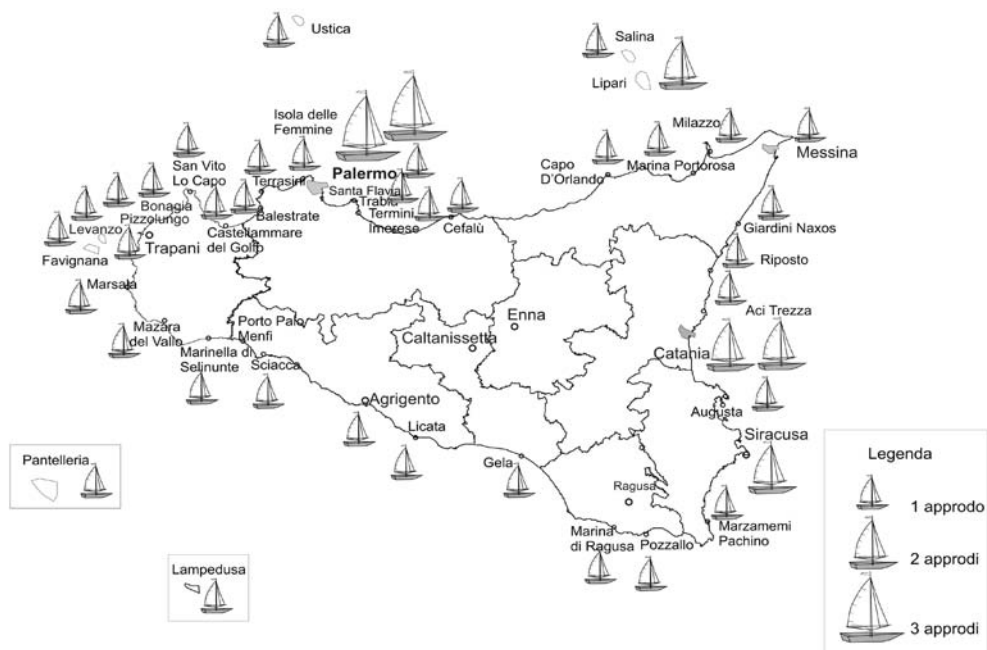 Ustica
Salina
Lipari
Isola delle
Femmine
Milazzo
Messina
San Vito
Lo Capo
Terrasini
Palermo
Capo
D'Orlando
Marina Portorosa
Santa Flavia
Trabia
Termini
Imerese
Cefalù
Bonagia
Pizzolungo
Levanzo
Balestrate
Castellammare
del Golfo
Trapani
Favignana
Giardini Naxos
Riposto
Marsala
Aci Trezza
Enna
Mazara
del Vallo
Porto Palo
Menfi
Caltanissetta
Catania
Marinella di
Selinunte
Sciacca
Agrigento
Augusta
Licata
Siracusa
Gela
Ragusa
Pantelleria
Marzamemi
Pachino
Marina
di Ragusa
Pozzallo
Lampedusa
Legenda
1 approdo
2 approdi
3 approdi